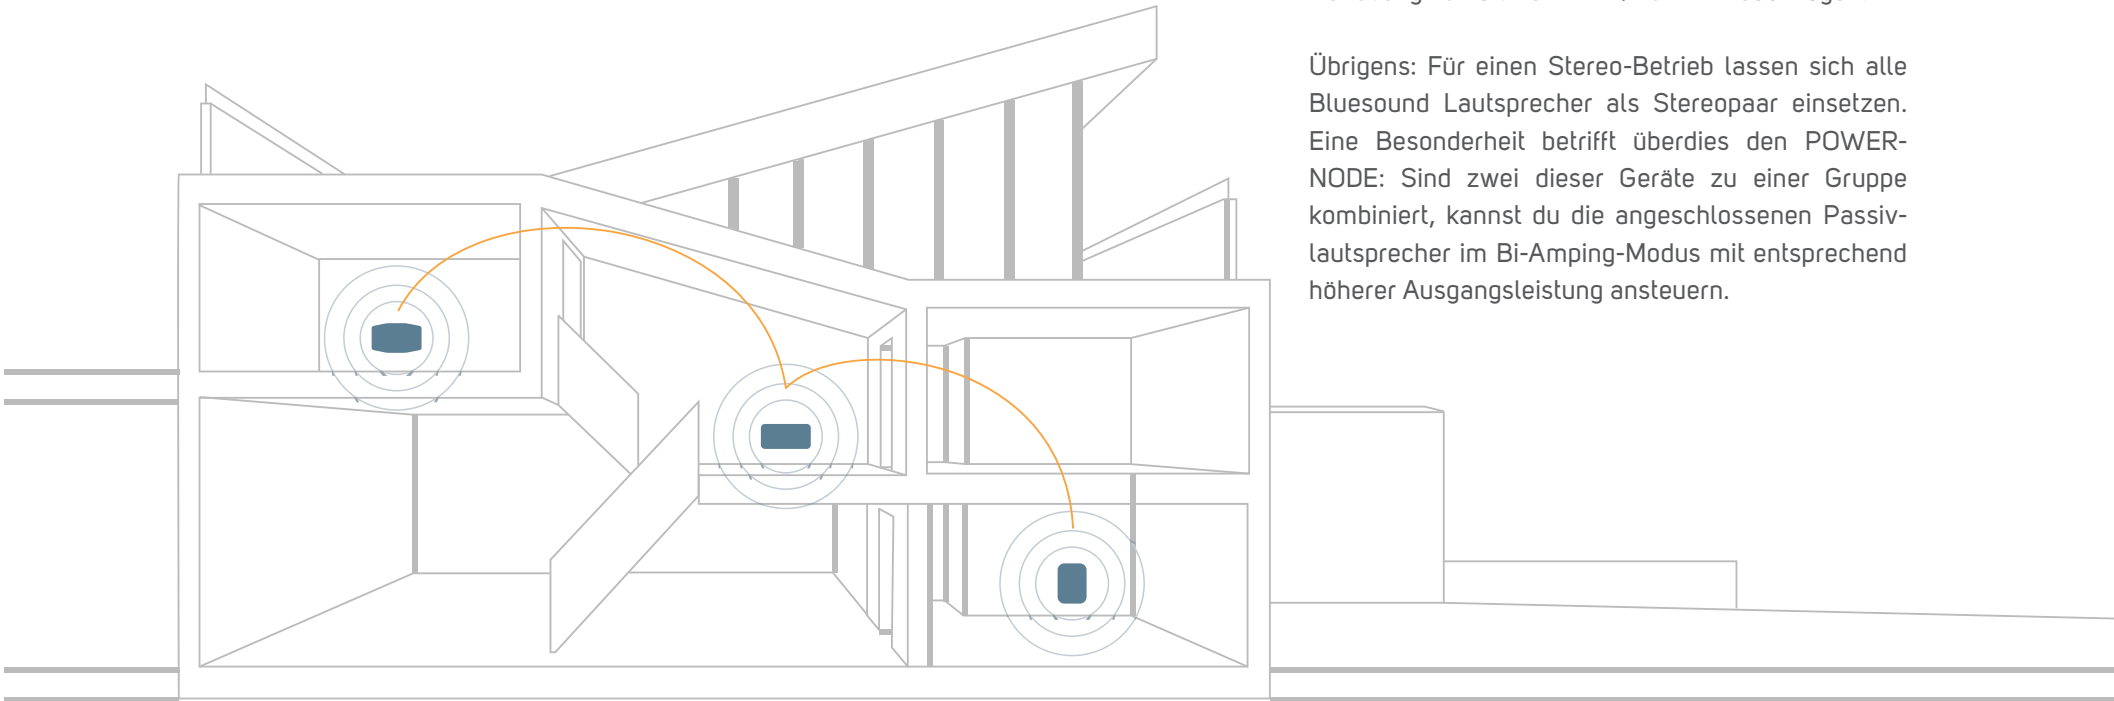 Übrigens: Für einen Stereo-Betrieb lassen sich alle
Bluesound Lautsprecher als Stereopaar einsetzen.
Eine Besonderheit betrifft überdies den POWER-
NODE: Sind zwei dieser Geräte zu einer Gruppe
kombiniert, kannst du die angeschlossenen Passiv-
lautsprecher im Bi-Amping-Modus mit entsprechend
höherer Ausgangsleistung ansteuern.